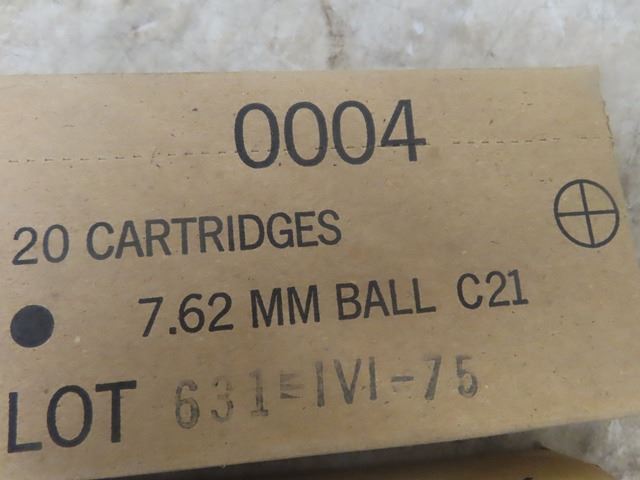 0004
20 CARTRIDGES
7.62 MM BALL C21
LOT 631-IVI-75